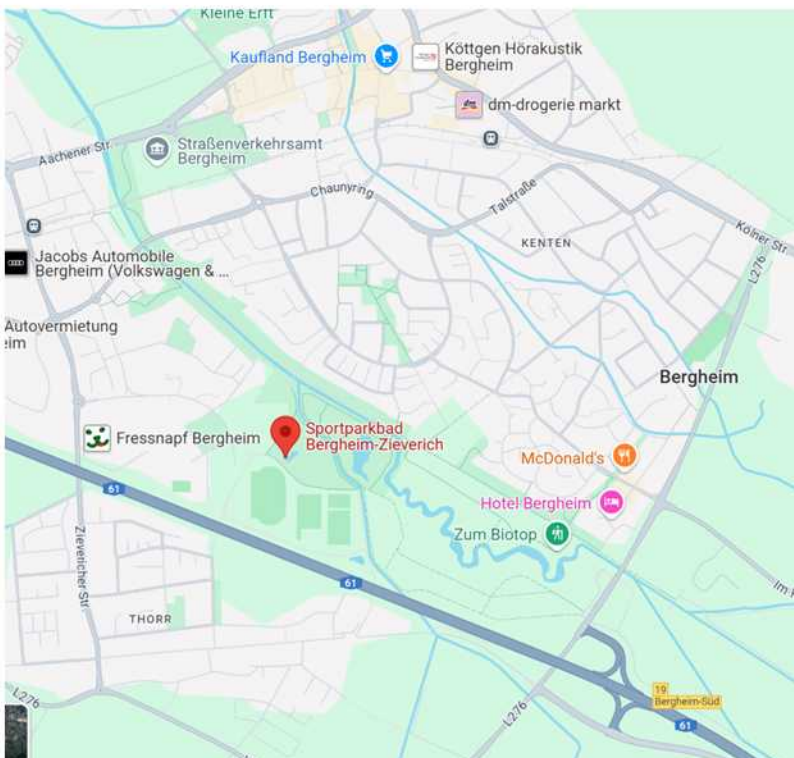 Kleine Erft
Kaufland Bergheim
Köttgen Hörakustik
Bergheim
dm-drogerie markt
Aachener Str.
Straßenverkehrsamt
Bergheim
Chaunyring
Talstraße
KENTEN
Kölner Str
L276
Jacobs Automobile
Bergheim (Volkswagen & ...
Autovermietung
eim
Bergheim
Fressnapf Bergheim
Sportparkbad
Bergheim-Zieverich
McDonald's
61
Hotel Bergheim
Zum Biotop
Zievericher Str.
61
Im
THORR
L276
19
Bergheim-Süd
L276
61